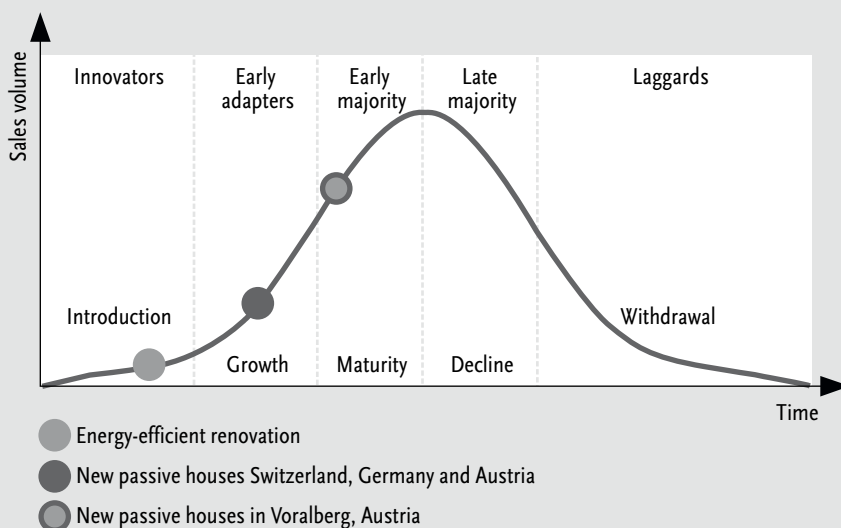 Sales volume
Innovators
Early
adapters
Early
majority
Late
majority
Laggards
Introduction
Growth
Maturity
Decline
Withdrawal
Time
Energy-efficient renovation
New passive houses Switzerland, Germany and Austria
New passive houses in Voralberg, Austria